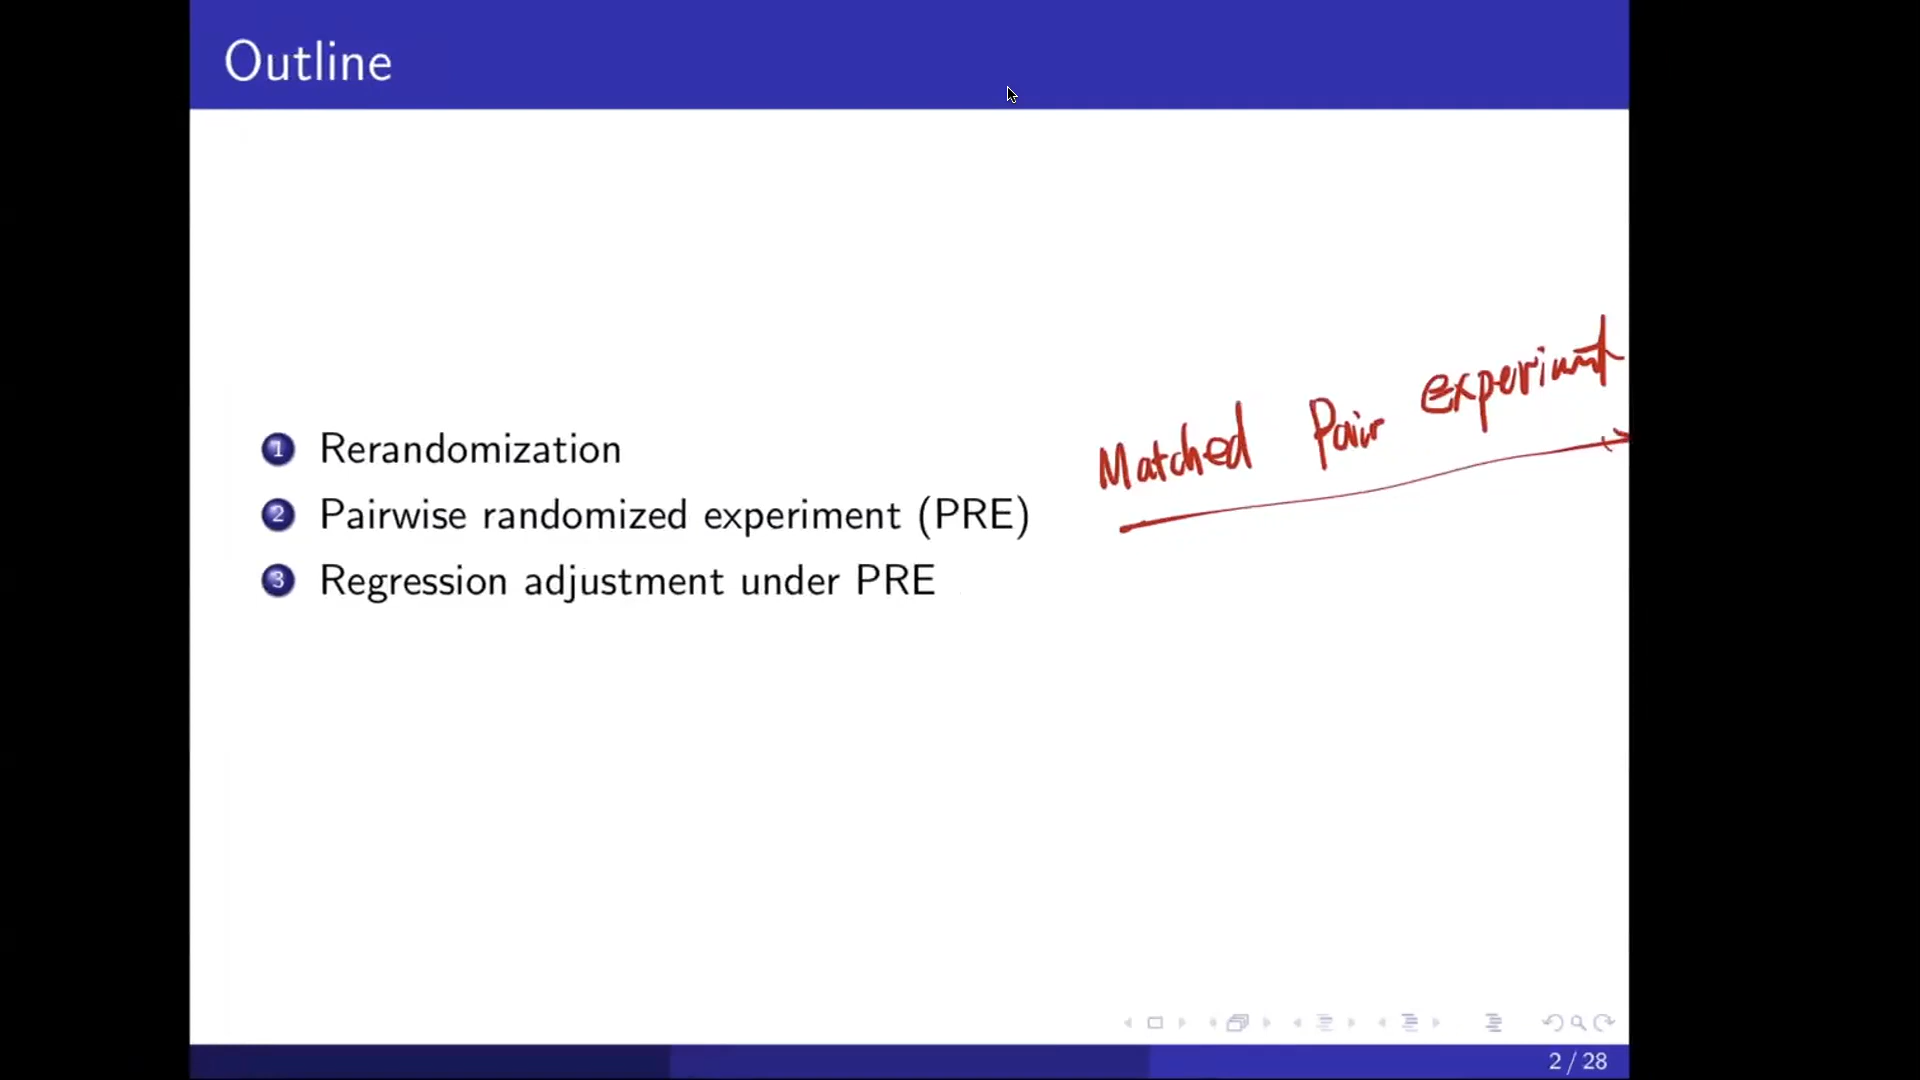 Outline
1 Rerandomization
2 Pairwise randomized experiment (PRE)
3 Regression adjustment under PRE
Matched Pair Experiment
2 / 28